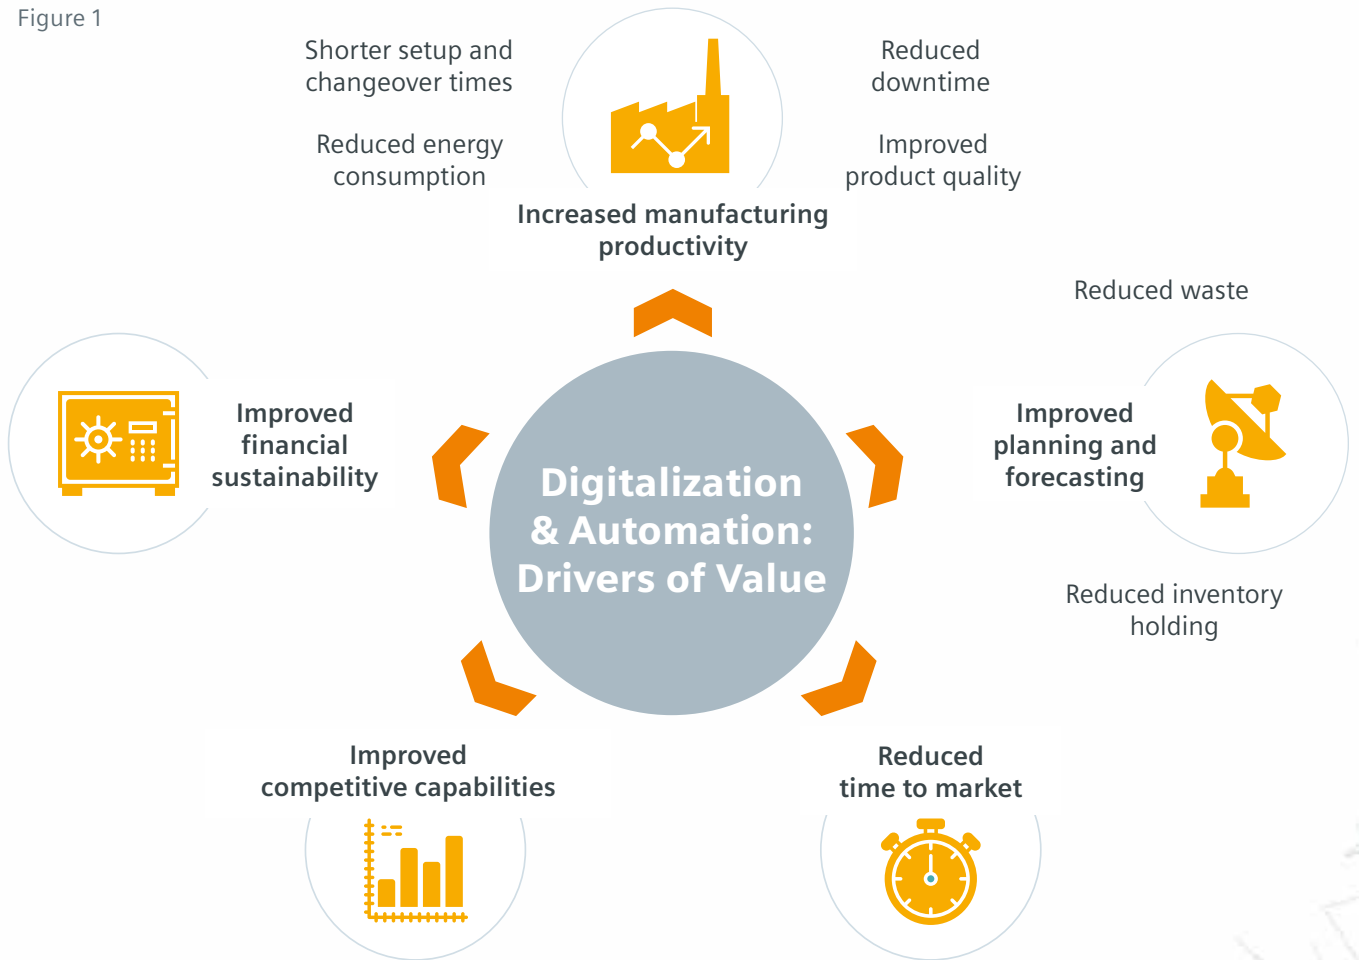 Figure 1
Shorter setup and
changeover times
Reduced energy
consumption
Reduced
downtime
Improved
product quality
Increased manufacturing
productivity
Reduced waste
Improved
planning and
forecasting
Reduced inventory
holding
Improved
financial
sustainability
Digitalization
& Automation:
Drivers of Value
Improved
competitive capabilities
Reduced
time to market